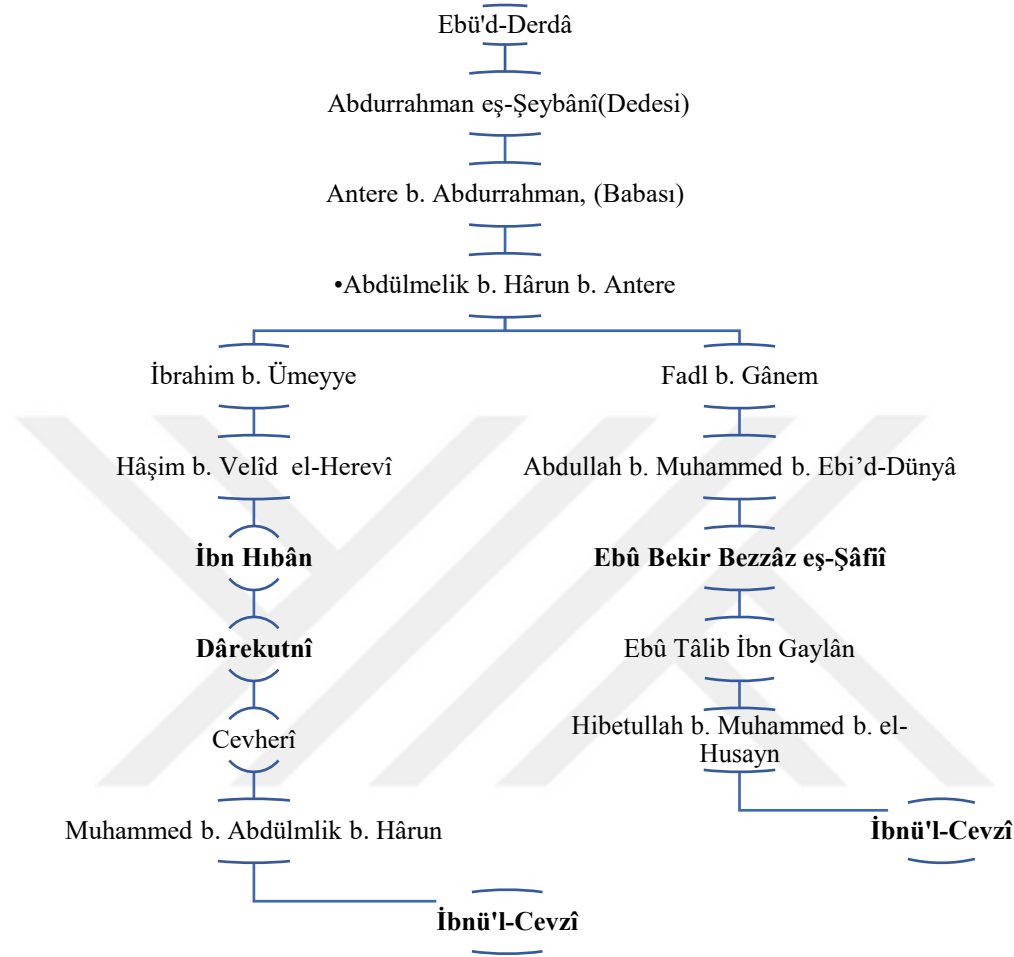 Ebü'd-Derdâ
Abdurrahman eş-Şeybânî(Dedesi)
Antere b. Abdurrahman, (Babası)
•Abdülmelik b. Hârun b. Antere
İbrahim b. Ümeyye
Hâşim b. Velîd el-Herevî
İbn Hıbân
Dârekutnî
Cevherî
Muhammed b. Abdülmlik b. Hârun
İbnü'l-Cevzî
Fadl b. Gânem
Abdullah b. Muhammed b. Ebi’d-Dünyâ
Ebû Bekir Bezzâz eş-Şâfiî
Ebû Tâlib İbn Gaylân
Hibetullah b. Muhammed b. el-
Husayn
İbnü'l-Cevzî